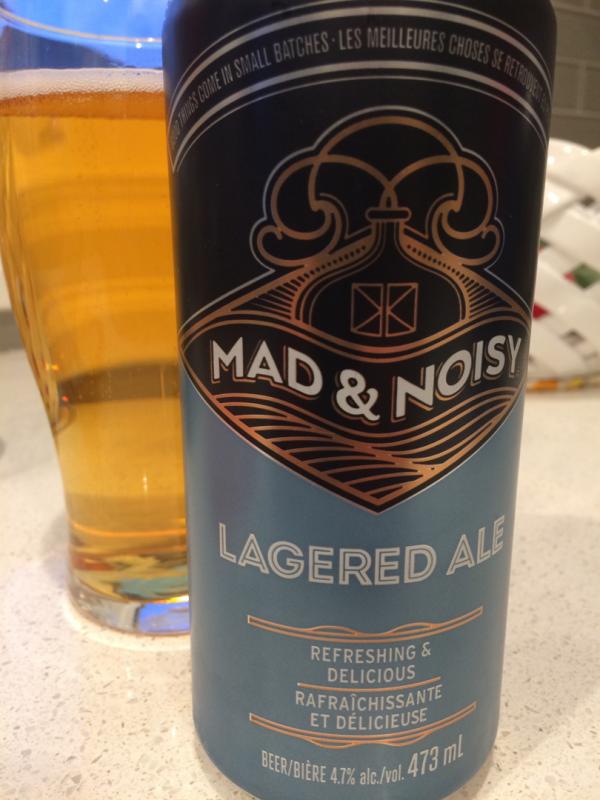 THINGS COME IN SMALL BATCHES · LES MEILLEURES CHOSES SE RETROUVENT
MAD & NOISY
LAGERED ALE
REFRESHING &
DELICIOUS
RAFRAÎCHISSANTE
ET DÉLICIEUSE
BEER/BIÈRE 4.7% alc./vol. 473 mL